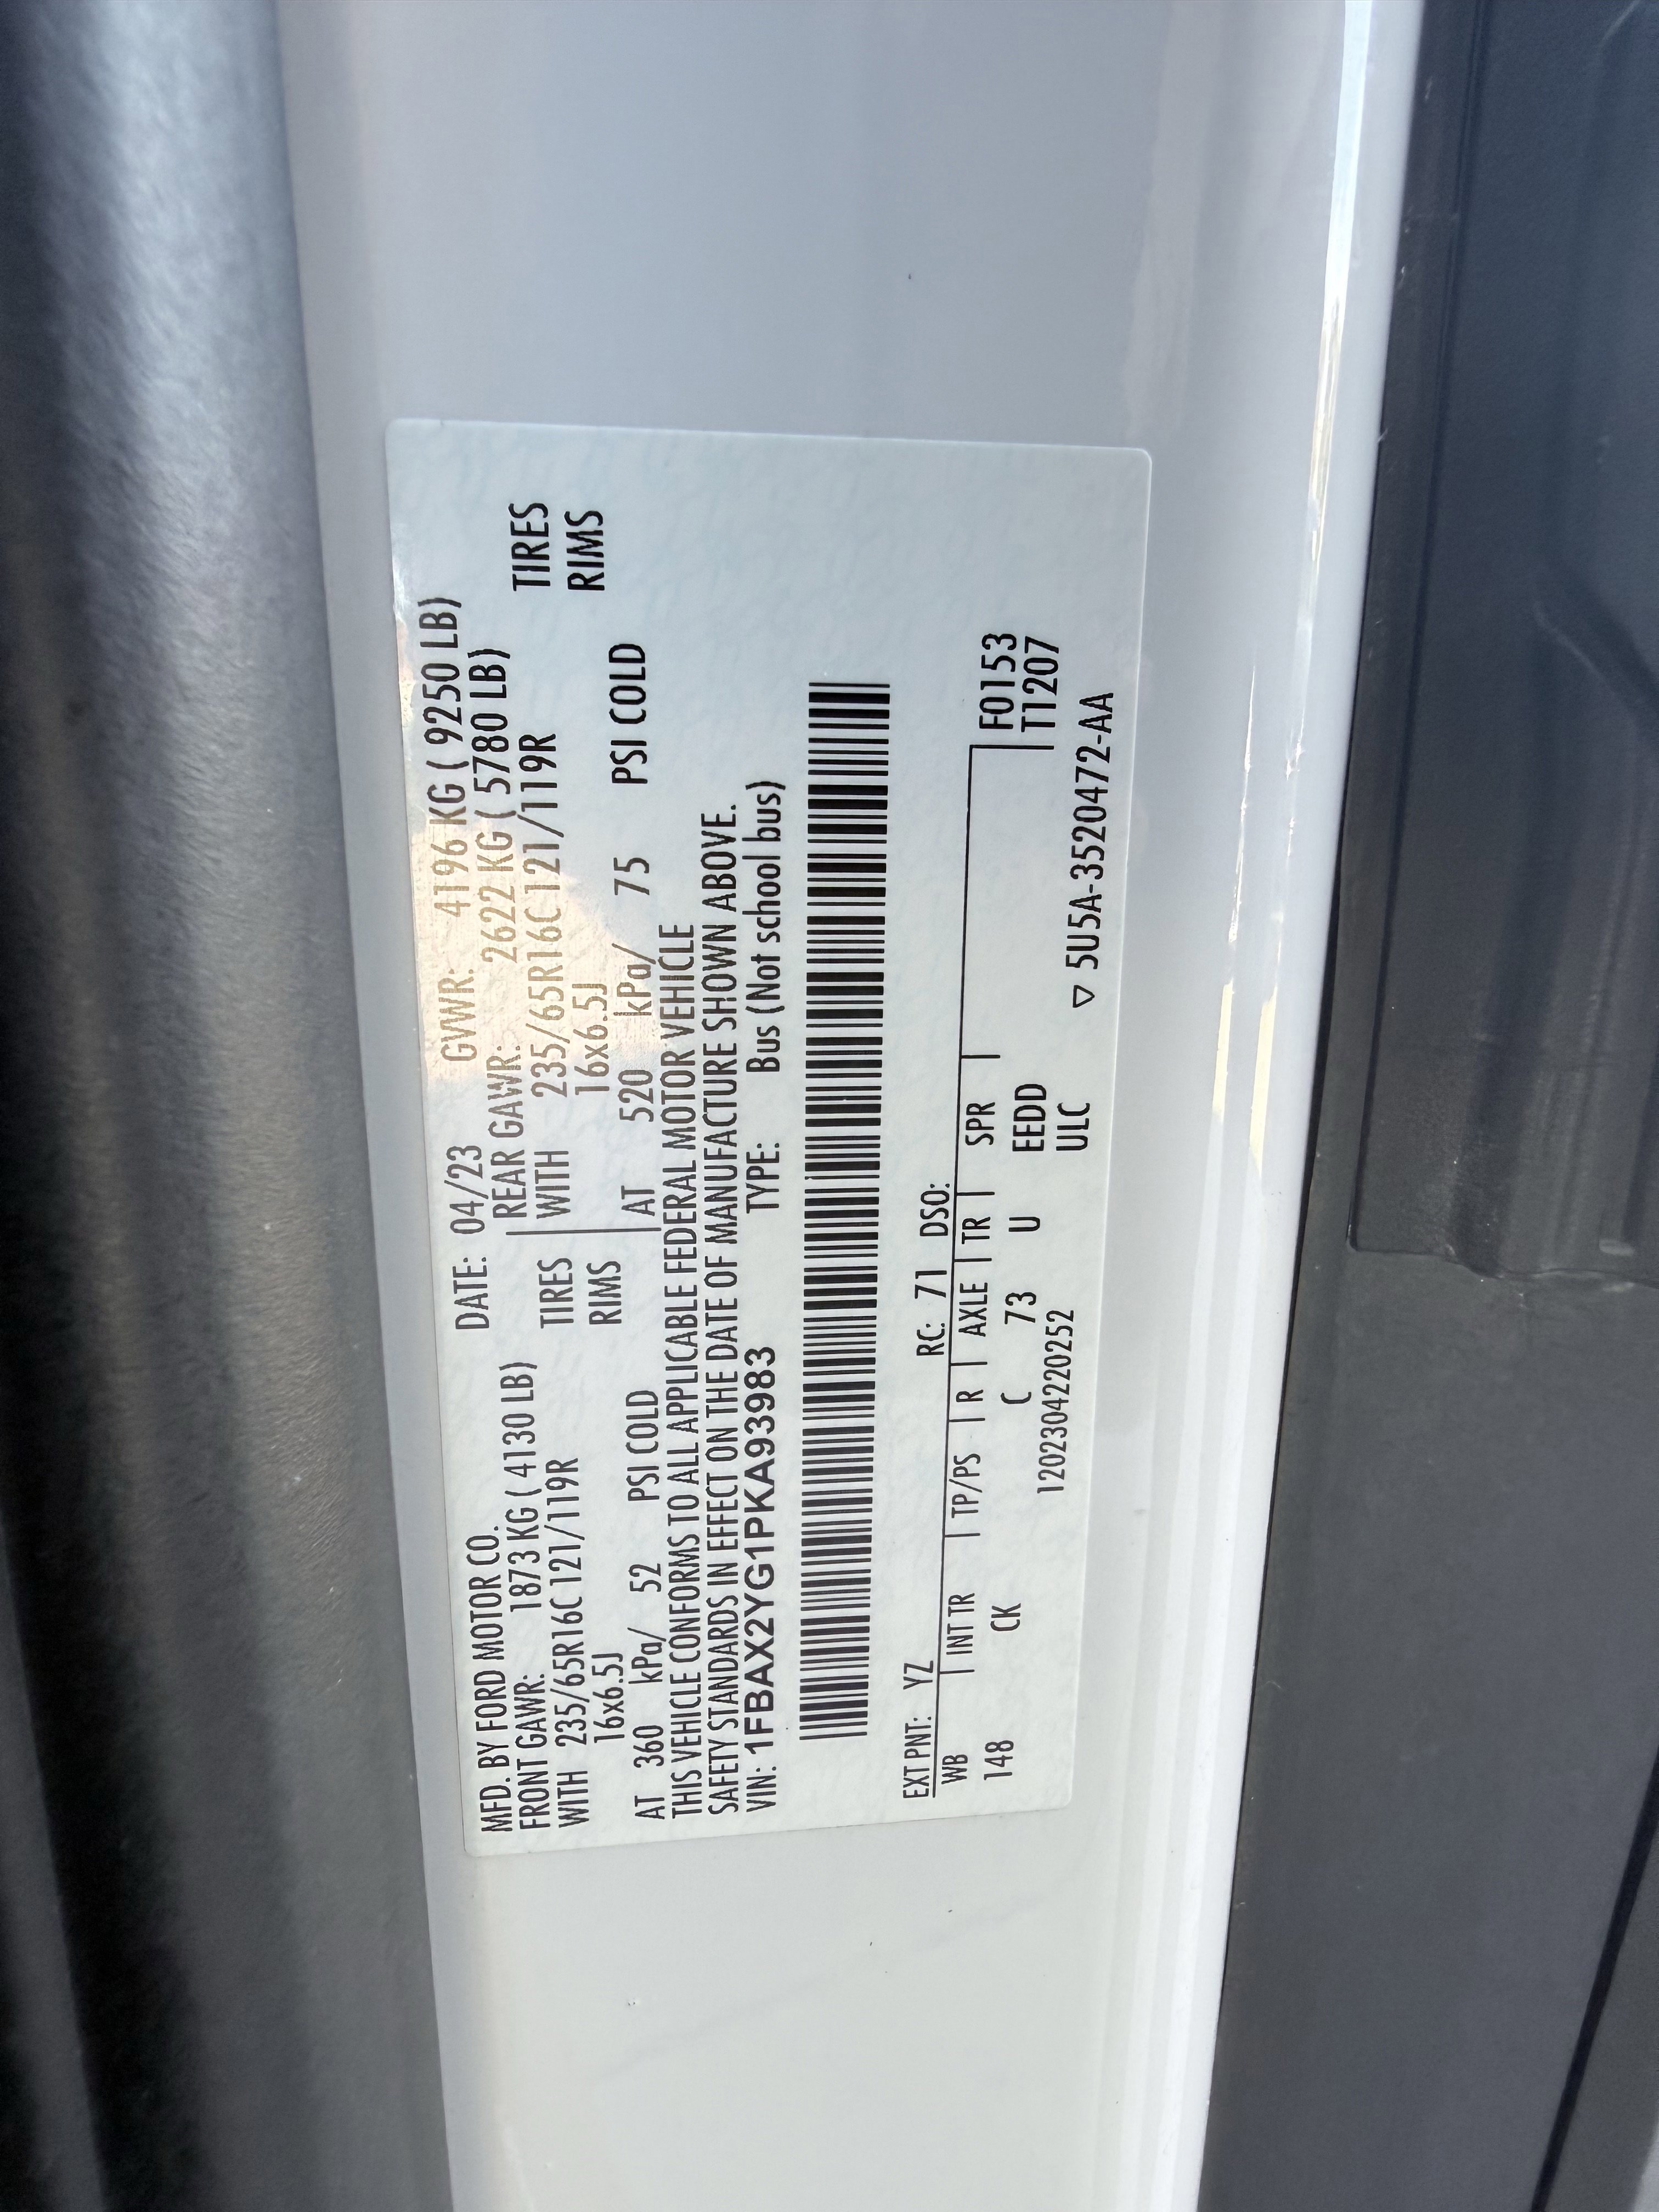 MFD. BY FORD MOTOR CO. DATE: 04/23 GVWR: 4196 KG ( 9250 LB)
FRONT GAWR: 1873 KG ( 4130 LB) REAR GAWR: 2622 KG ( 5780 LB)
WITH 235/65R16C 121/119R TIRES WITH 235/65R16C121/119R TIRES
16x6.5J RIMS 16x6.5J RIMS
AT 360 kPa/ 52 PSI COLD AT 520 kPa/ 75 PSI COLD
THIS VEHICLE CONFORMS TO ALL APPLICABLE FEDERAL MOTOR VEHICLE
SAFETY STANDARDS IN EFFECT ON THE DATE OF MANUFACTURE SHOWN ABOVE.
VIN: 1FBAX2YG1PKA93983 TYPE: Bus (Not school bus)
EXT PNT: YZ RC: 71 DSO:
WB INT TR TP/PS R AXLE TR SPR F0153
148 CK C 73 U EEDD T1207
120230422052 ULC
▽ 5U5A-3520472-AA